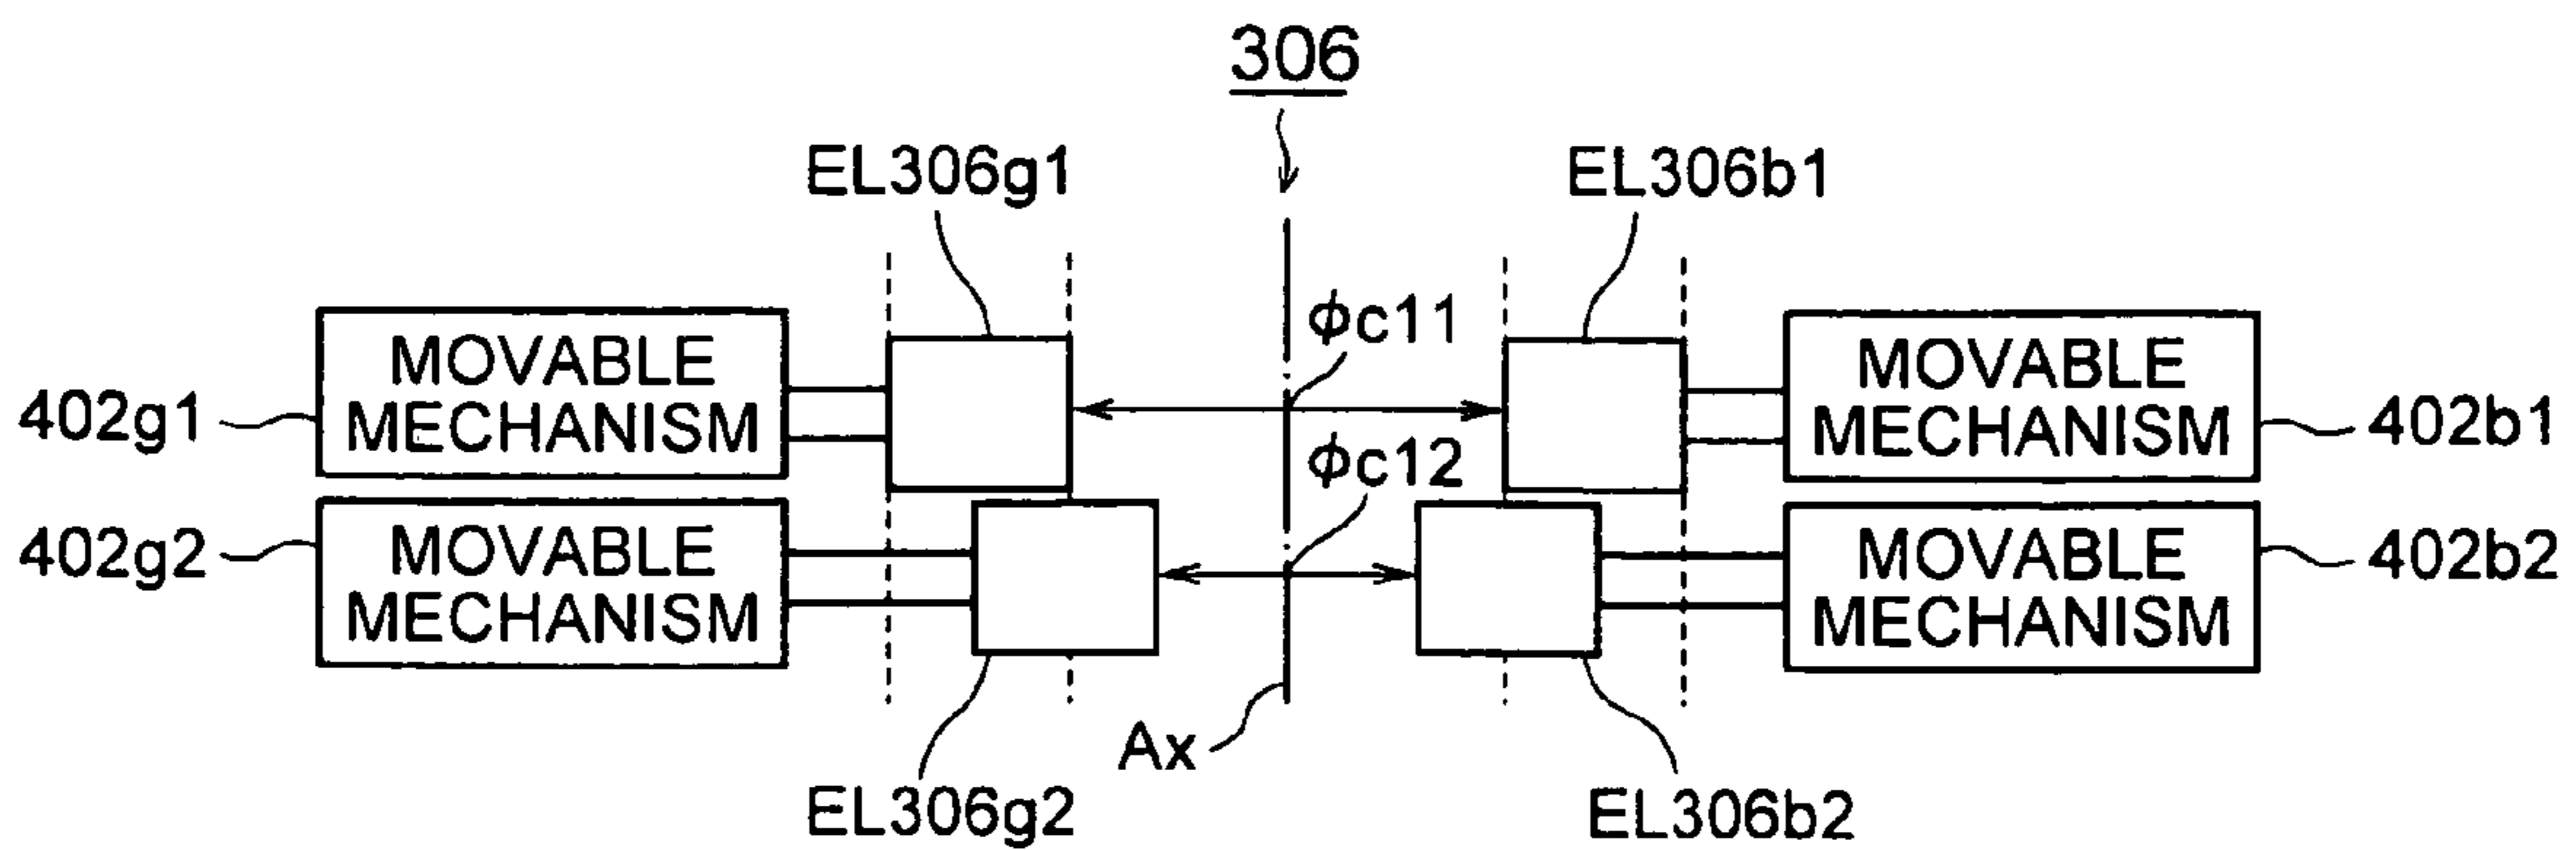 306
EL306g1
EL306b1
ϕc11
MOVABLE
MECHANISM
MOVABLE
MECHANISM
402g1
402b1
ϕc12
MOVABLE
MECHANISM
MOVABLE
MECHANISM
402g2
402b2
Ax
EL306g2
EL306b2